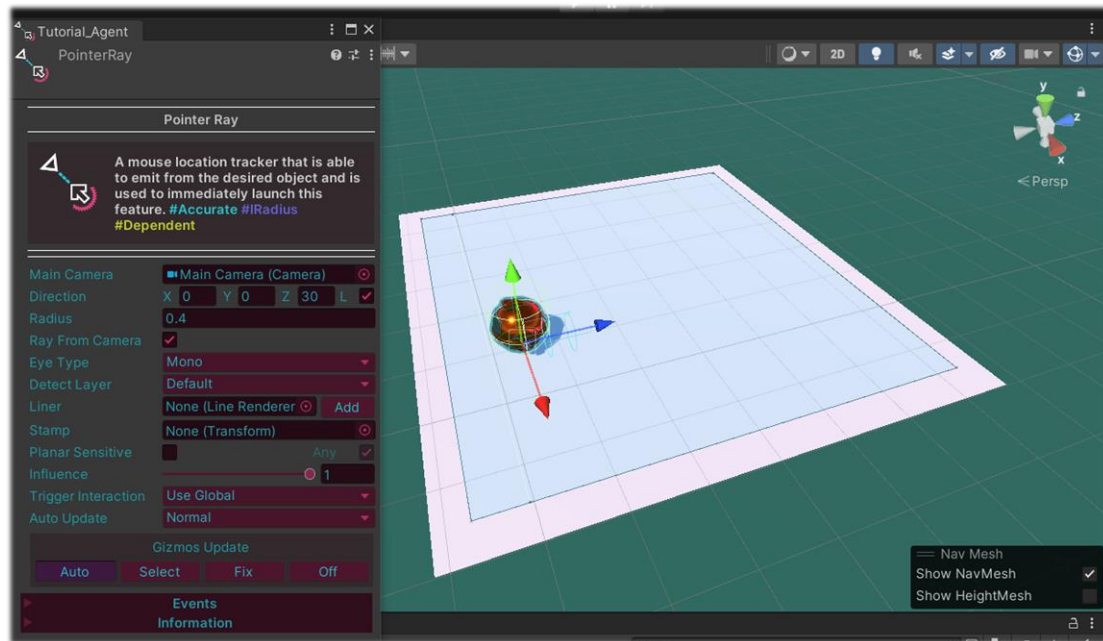 Tutorial_Agent
PointerRay
Pointer Ray
A mouse location tracker that is able
to emit from the desired object and is
used to immediately launch this
feature. #Accurate #IRadius
#Dependent
Main Camera Main Camera (Camera)
Direction X 0 Y 0 Z 30 L
Radius 0.4
Ray From Camera
Eye Type Mono
Detect Layer Default
Liner None (Line Renderer Add
Stamp None (Transform)
Planar Sensitive Any
Influence 1
Trigger Interaction Use Global
Auto Update Normal
Gizmos Update
Auto Select Fix Off
Events
Information
2D
y
z
x
Persp
Nav Mesh
Show NavMesh
Show HeightMesh